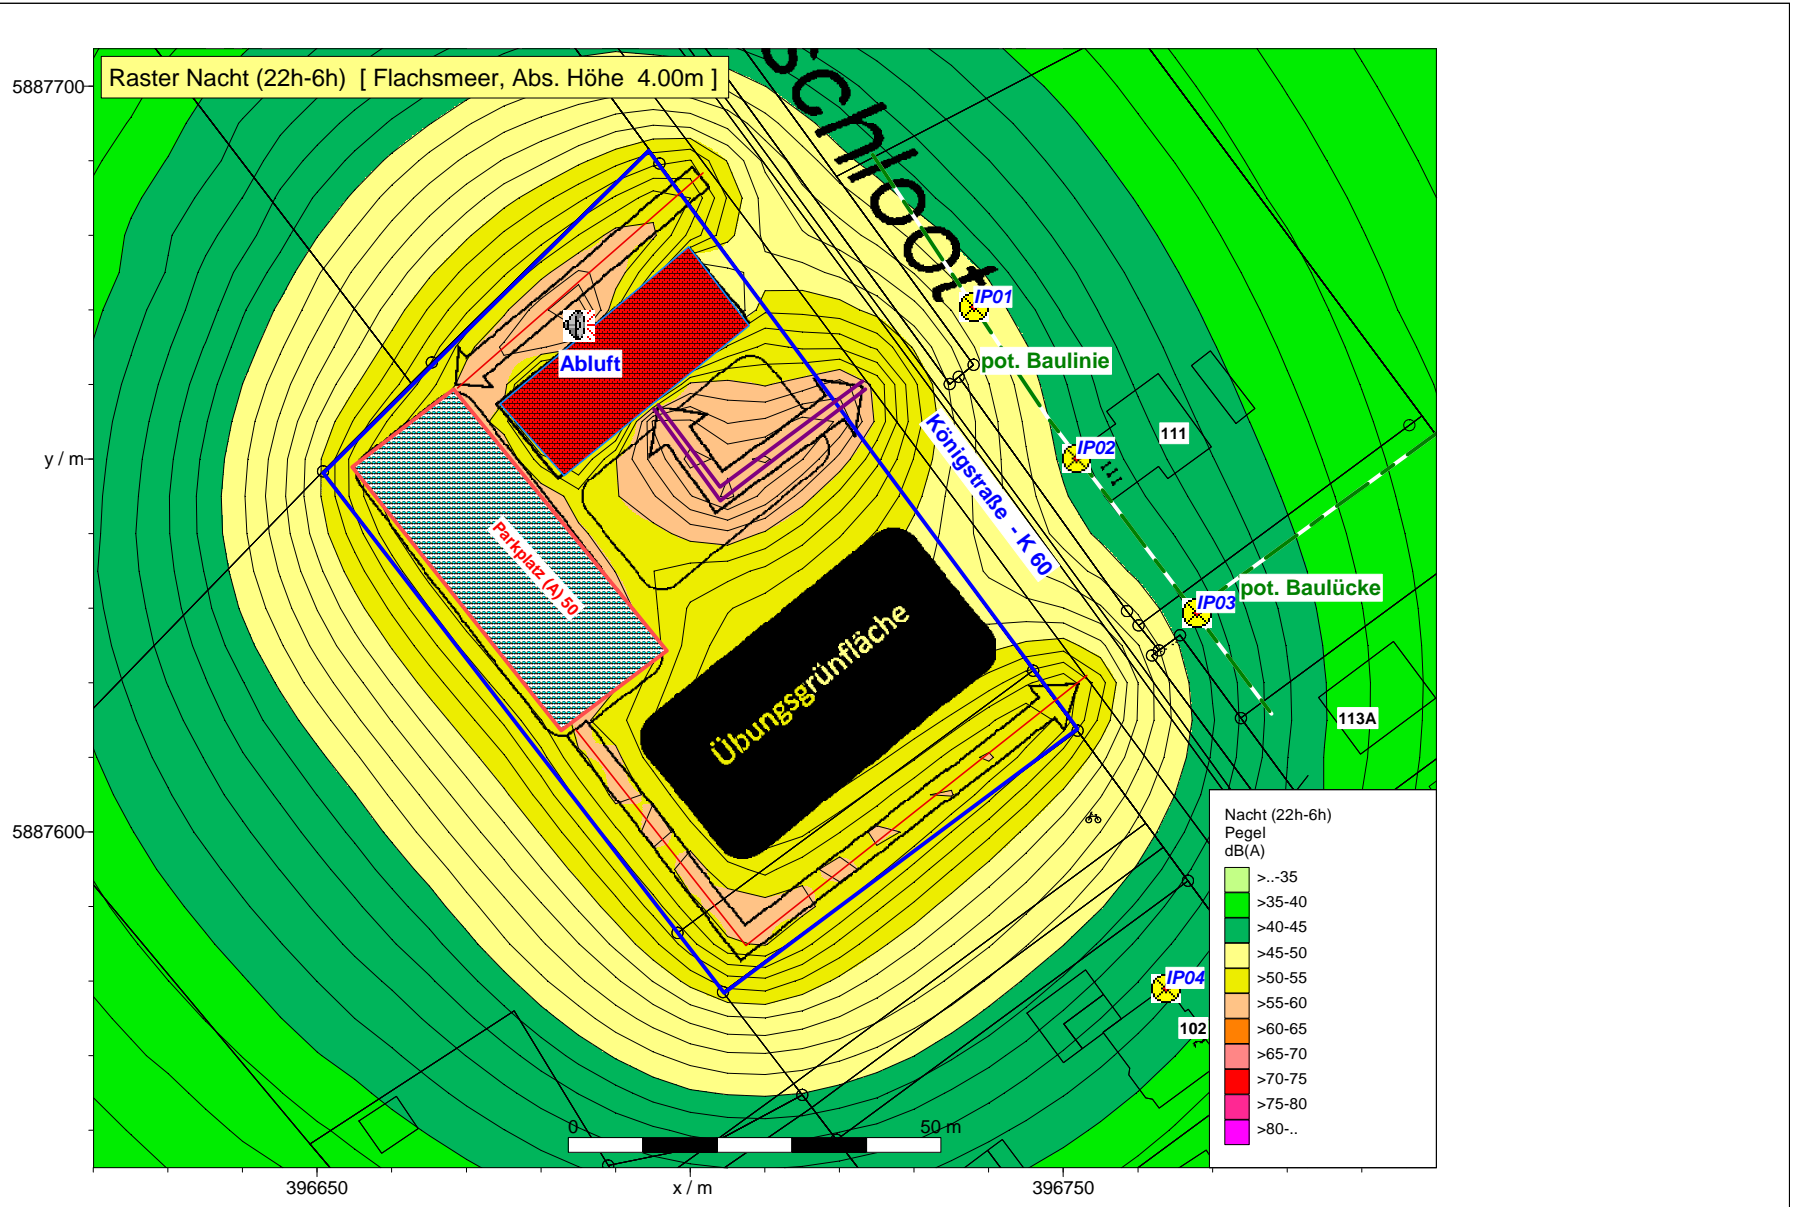 Raster Nacht (22h-6h) [ Flachsmeer, Abs. Höhe 4.00m ]
5887700
schloot
IP01
pot. Baulinie
Abluft
111
IP02
111
y / m
Königstraße - K 60
Parkplatz (A) 50
pot. Baulücke
IP03
Übungsgrünfläche
113A
5887600
Nacht (22h-6h)
Pegel
dB(A)
>..-35
>35-40
>40-45
>45-50
>50-55
>55-60
>60-65
>65-70
>70-75
>75-80
>80-..
IP04
102
0
50 m
396650
x / m
396750